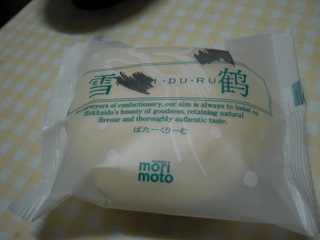 雪 ・DU・RU 鶴
purveyors of confectionery, our aim is always to insist on
Hokkaido's bounty of goodness, retaining natural
flavour and thoroughly authentic taste.
ばたーくりーむ
mori
moto